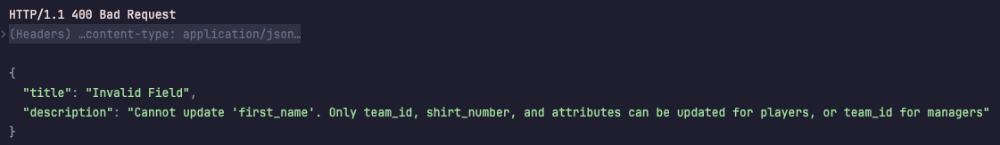 HTTP/1.1 400 Bad Request
(Headers) …content-type: application/json…
{
"title": "Invalid Field",
"description": "Cannot update 'first_name'. Only team_id, shirt_number, and attributes can be updated for players, or team_id for managers"
}